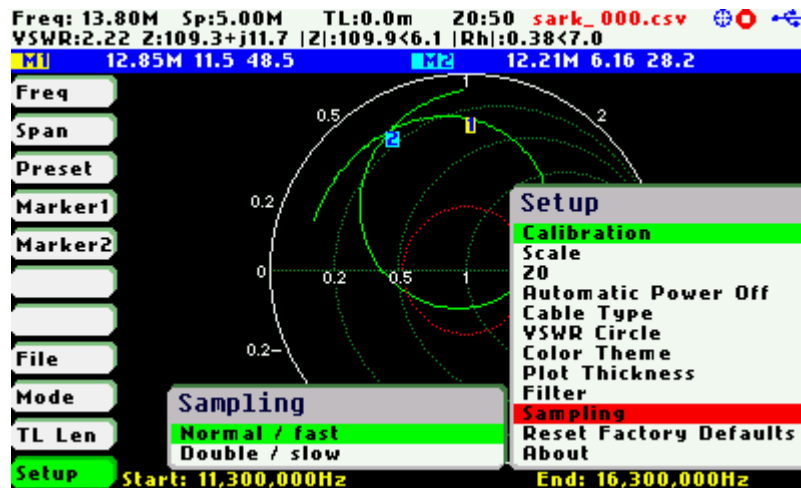 Freq: 13.80M Sp:5.00M TL:0.0m Z0:50 sark_000.csv
VSWR:2.22 Z:109.3+j11.7 |Z|:109.9<6.1 |Rh|:0.38<7.0
M1 12.85M 11.5 48.5 M2 12.21M 6.16 28.2
Freq
Span
Preset
Marker1
Marker2
File
Mode
TL Len
Setup
1
0.5
2
2
1
0.2
0
0.2
0.5
1
0.2
Setup
Calibration
Scale
Z0
Automatic Power Off
Cable Type
VSWR Circle
Color Theme
Plot Thickness
Filter
Sampling
Reset Factory Defaults
About
Sampling
Normal / fast
Double / slow
Start: 11,300,000Hz End: 16,300,000Hz